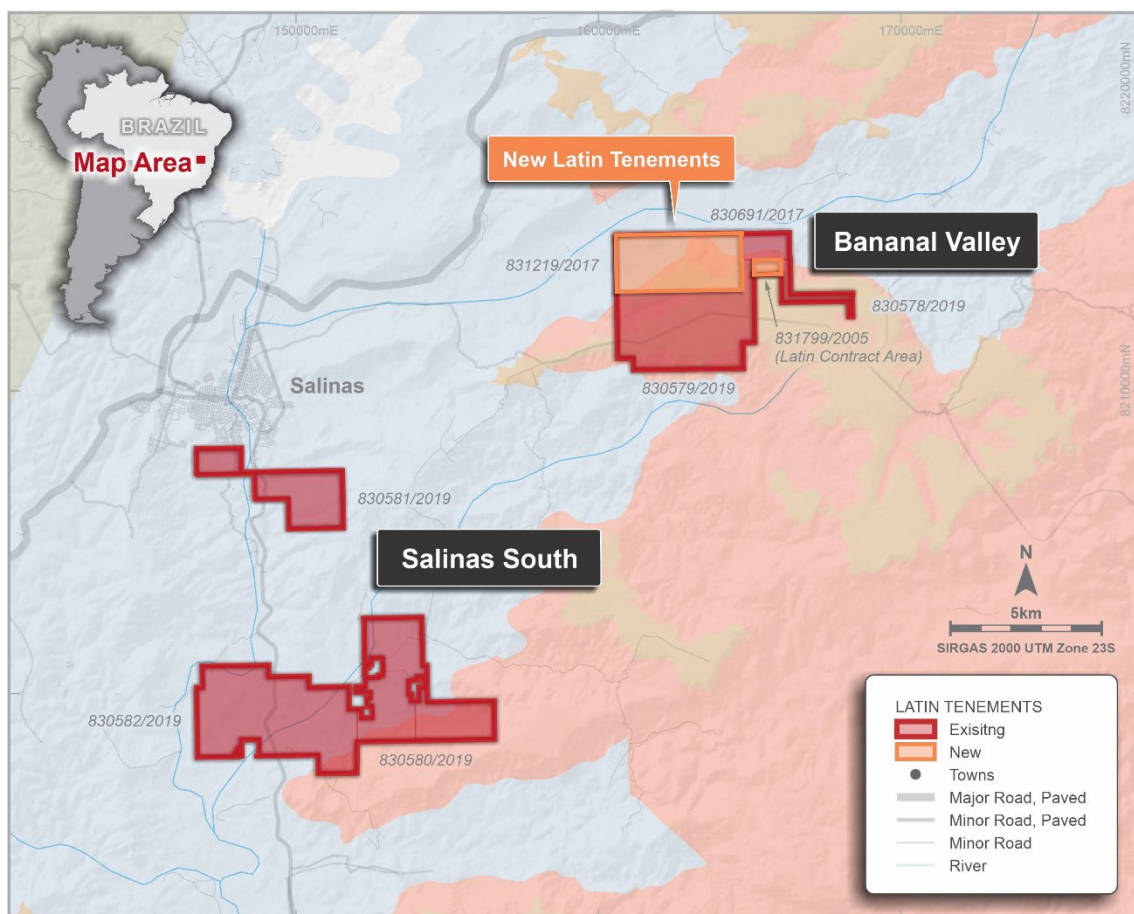 150000mE
160000mE
170000mE
8220000mN
BRAZIL
Map Area
New Latin Tenements
830691/2017
Bananal Valley
831219/2017
830578/2019
831799/2005
(Latin Contract Area)
8210000mN
Salinas
830579/2019
830581/2019
Salinas South
N
5km
SIRGAS 2000 UTM Zone 23S
830582/2019
830580/2019
LATIN TENEMENTS
Exisitng
New
Towns
Major Road, Paved
Minor Road, Paved
Minor Road
River